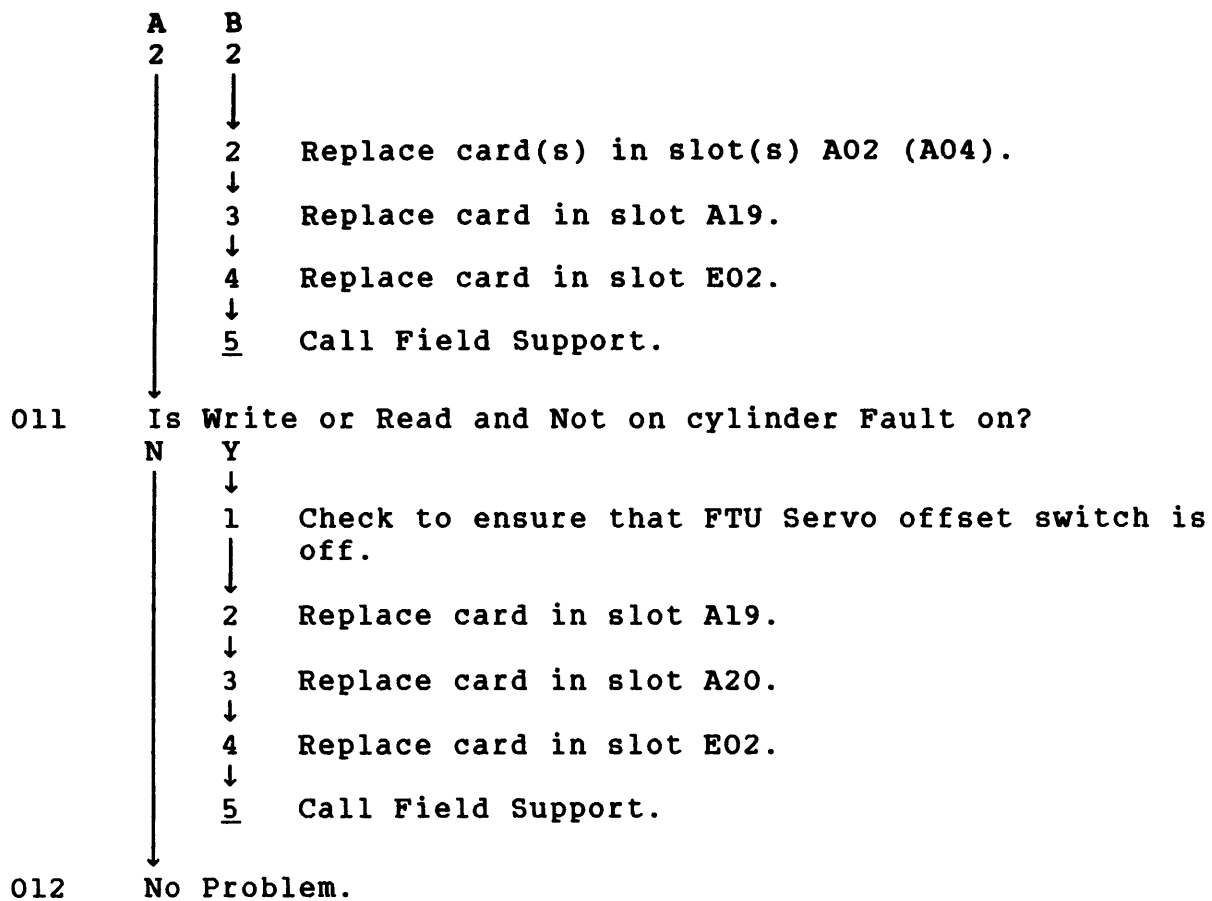 A B
2 2
2 Replace card(s) in slot(s) A02 (A04).
3 Replace card in slot A19.
4 Replace card in slot E02.
5 Call Field Support.
011 Is Write or Read and Not on cylinder Fault on?
N Y
1 Check to ensure that FTU Servo offset switch is
off.
2 Replace card in slot A19.
3 Replace card in slot A20.
4 Replace card in slot E02.
5 Call Field Support.
012 No Problem.